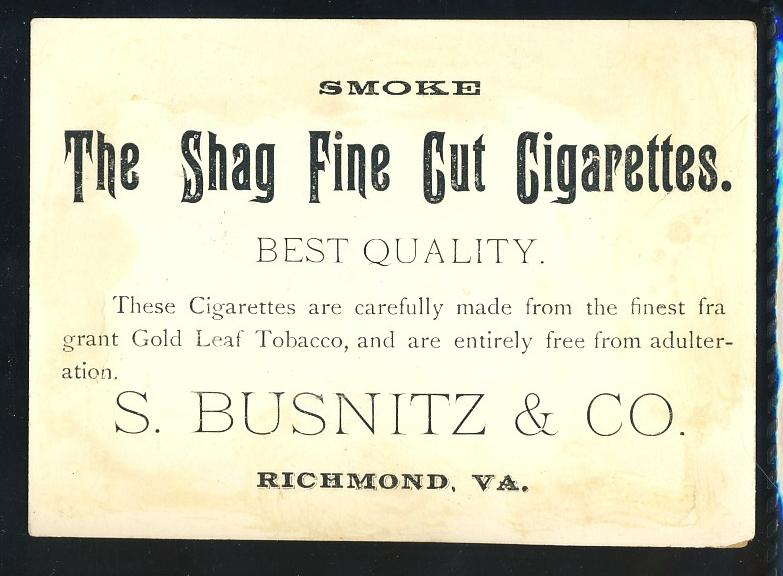 SMOKE
The Shag Fine Cut Cigarettes.
BEST QUALITY.
These Cigarettes are carefully made from the finest fra
grant Gold Leaf Tobacco, and are entirely free from adulter-
ation.
S. BUSNITZ & CO.
RICHMOND, VA.